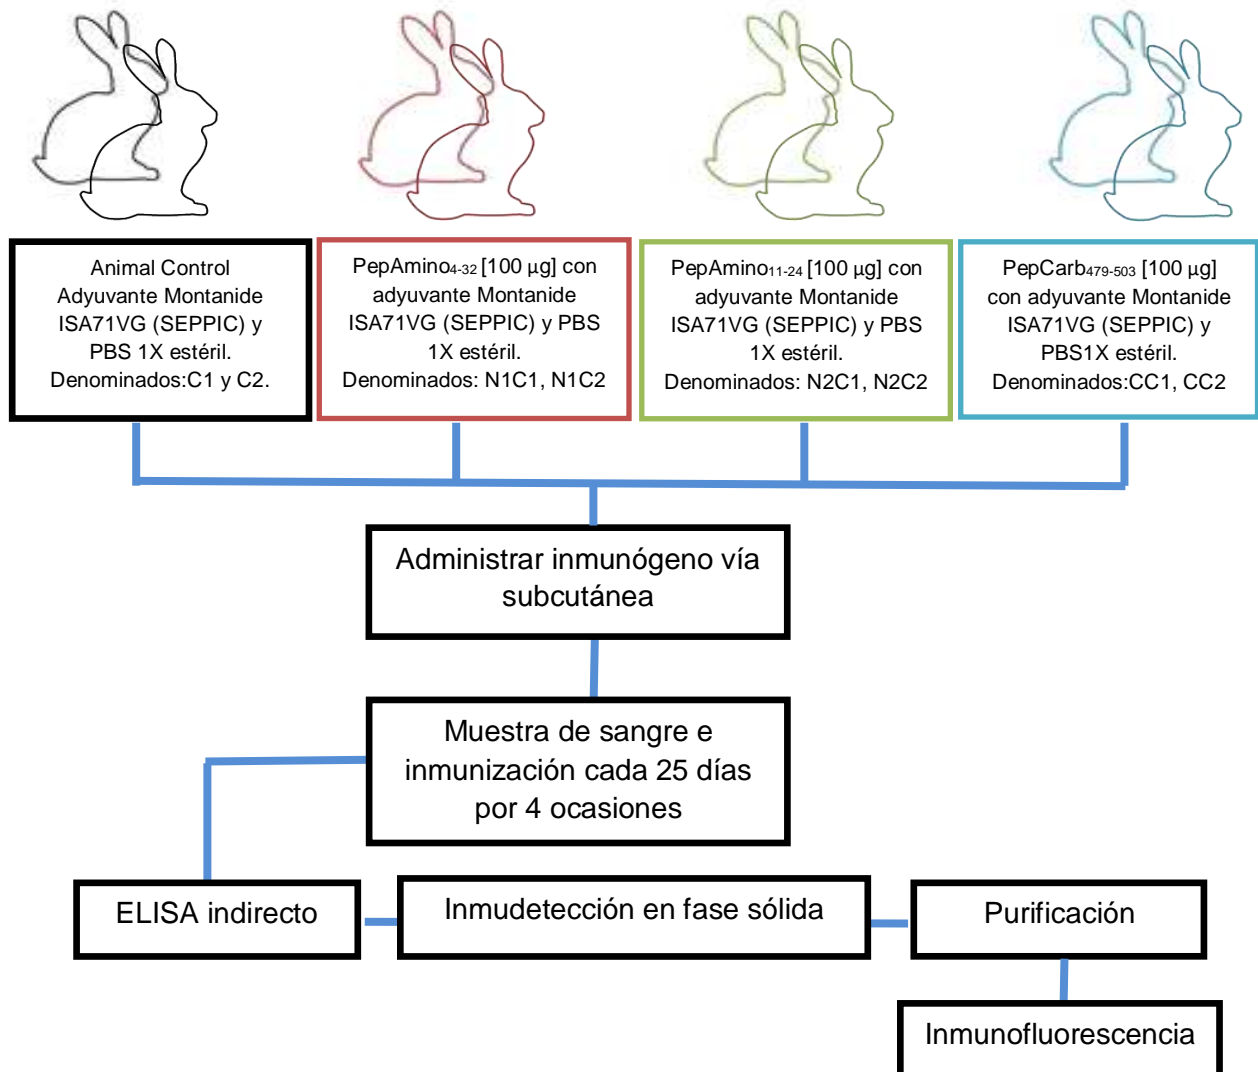 Animal Control
Adyuvante Montanide
ISA71VG (SEPPIC) y
PBS 1X estéril.
Denominados:C1 y C2.
PepAmino4-32 [100 µg] con
adyuvante Montanide
ISA71VG (SEPPIC) y PBS
1X estéril.
Denominados: N1C1, N1C2
PepAmino11-24 [100 µg] con
adyuvante Montanide
ISA71VG (SEPPIC) y PBS
1X estéril.
Denominados: N2C1, N2C2
PepCarb479-503 [100 µg]
con adyuvante Montanide
ISA71VG (SEPPIC) y
PBS1X estéril.
Denominados:CC1, CC2
Administrar inmunógeno vía
subcutánea
Muestra de sangre e
inmunización cada 25 días
por 4 ocasiones
ELISA indirecto
Inmudetección en fase sólida
Purificación
Inmunofluorescencia